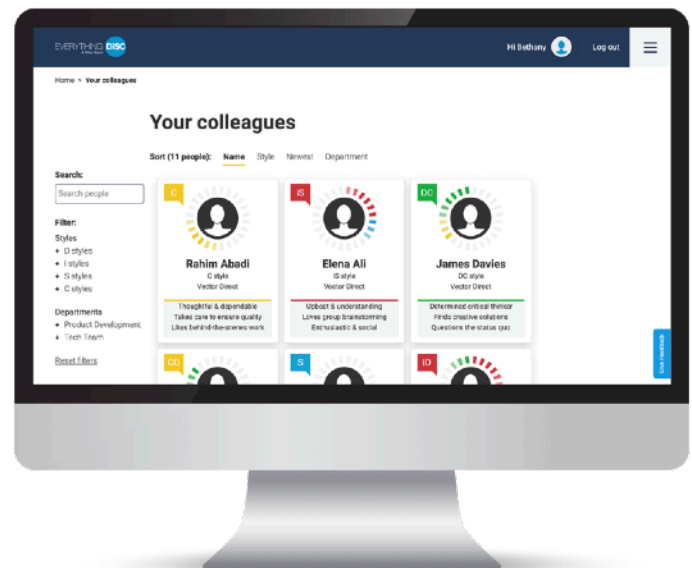 EVERYTHING DiSC
A Wiley Brand
Hi Bethany
Log out
Home > Your colleagues
Your colleagues
Sort (11 people): Name Style Newest Department
Search:
Search people
Filter:
Styles
+ D styles
+ i styles
+ S styles
+ C styles
Departments
+ Product Development
+ Tech Team
Reset filters
C
Rahim Abadi
C style
Vector Direct
Thoughtful & dependable
Takes care to ensure quality
Likes behind-the-scenes work
iS
Elena Ali
iS style
Vector Direct
Upbeat & understanding
Loves group brainstorming
Enthusiastic & social
DC
James Davies
DC style
Vector Direct
Determined critical thinker
Finds creative solutions
Questions the status quo
CD
S
iD
Give Feedback